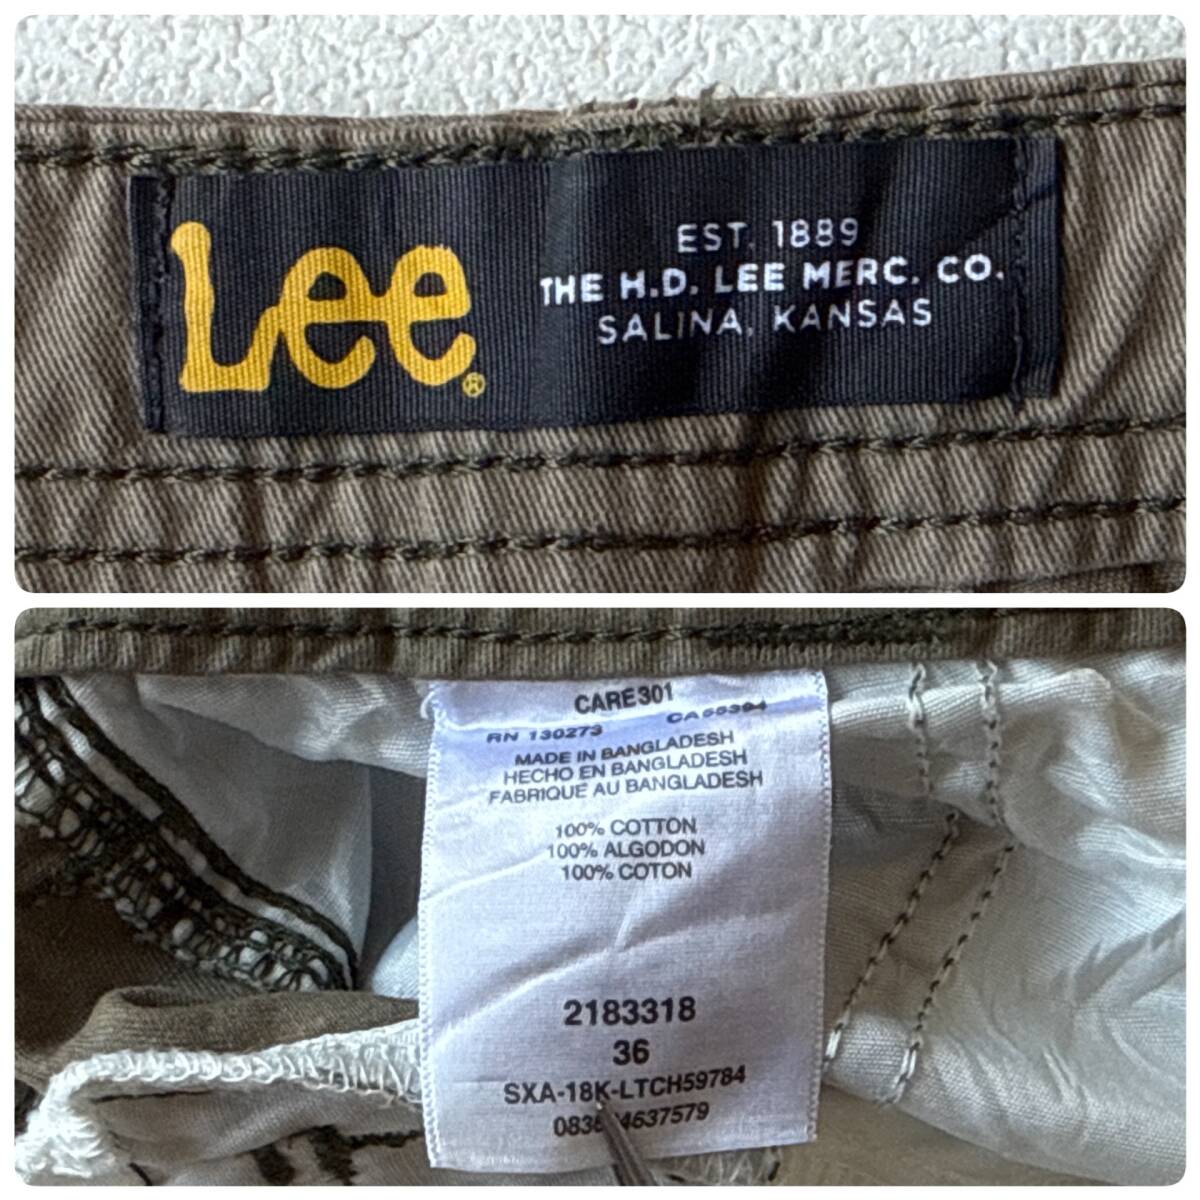 Lee®
EST. 1889
THE H.D. LEE MERC. CO.
SALINA, KANSAS
CARE301
RN 130273
MADE IN BANGLADESH
HECHO EN BANGLADESH
FABRIQUE AU BANGLADESH
100% COTTON
100% ALGODON
100% COTON
2183318
36
SXA-18K-LTCH59784